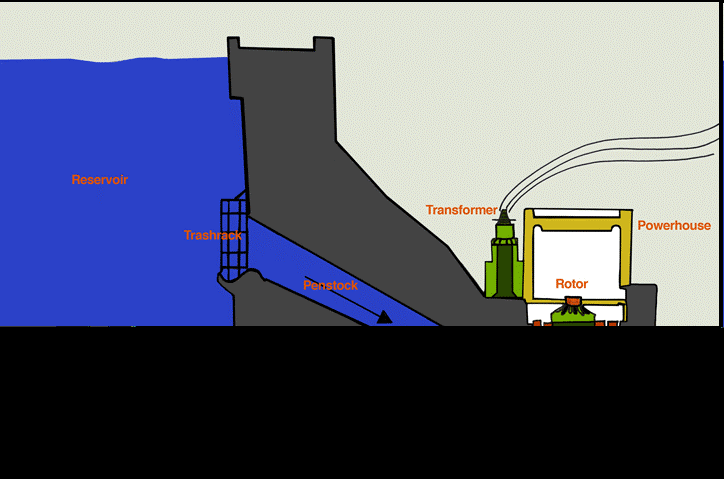 Reservoir
Trashrack
Transformer
Powerhouse
Penstock
Rotor